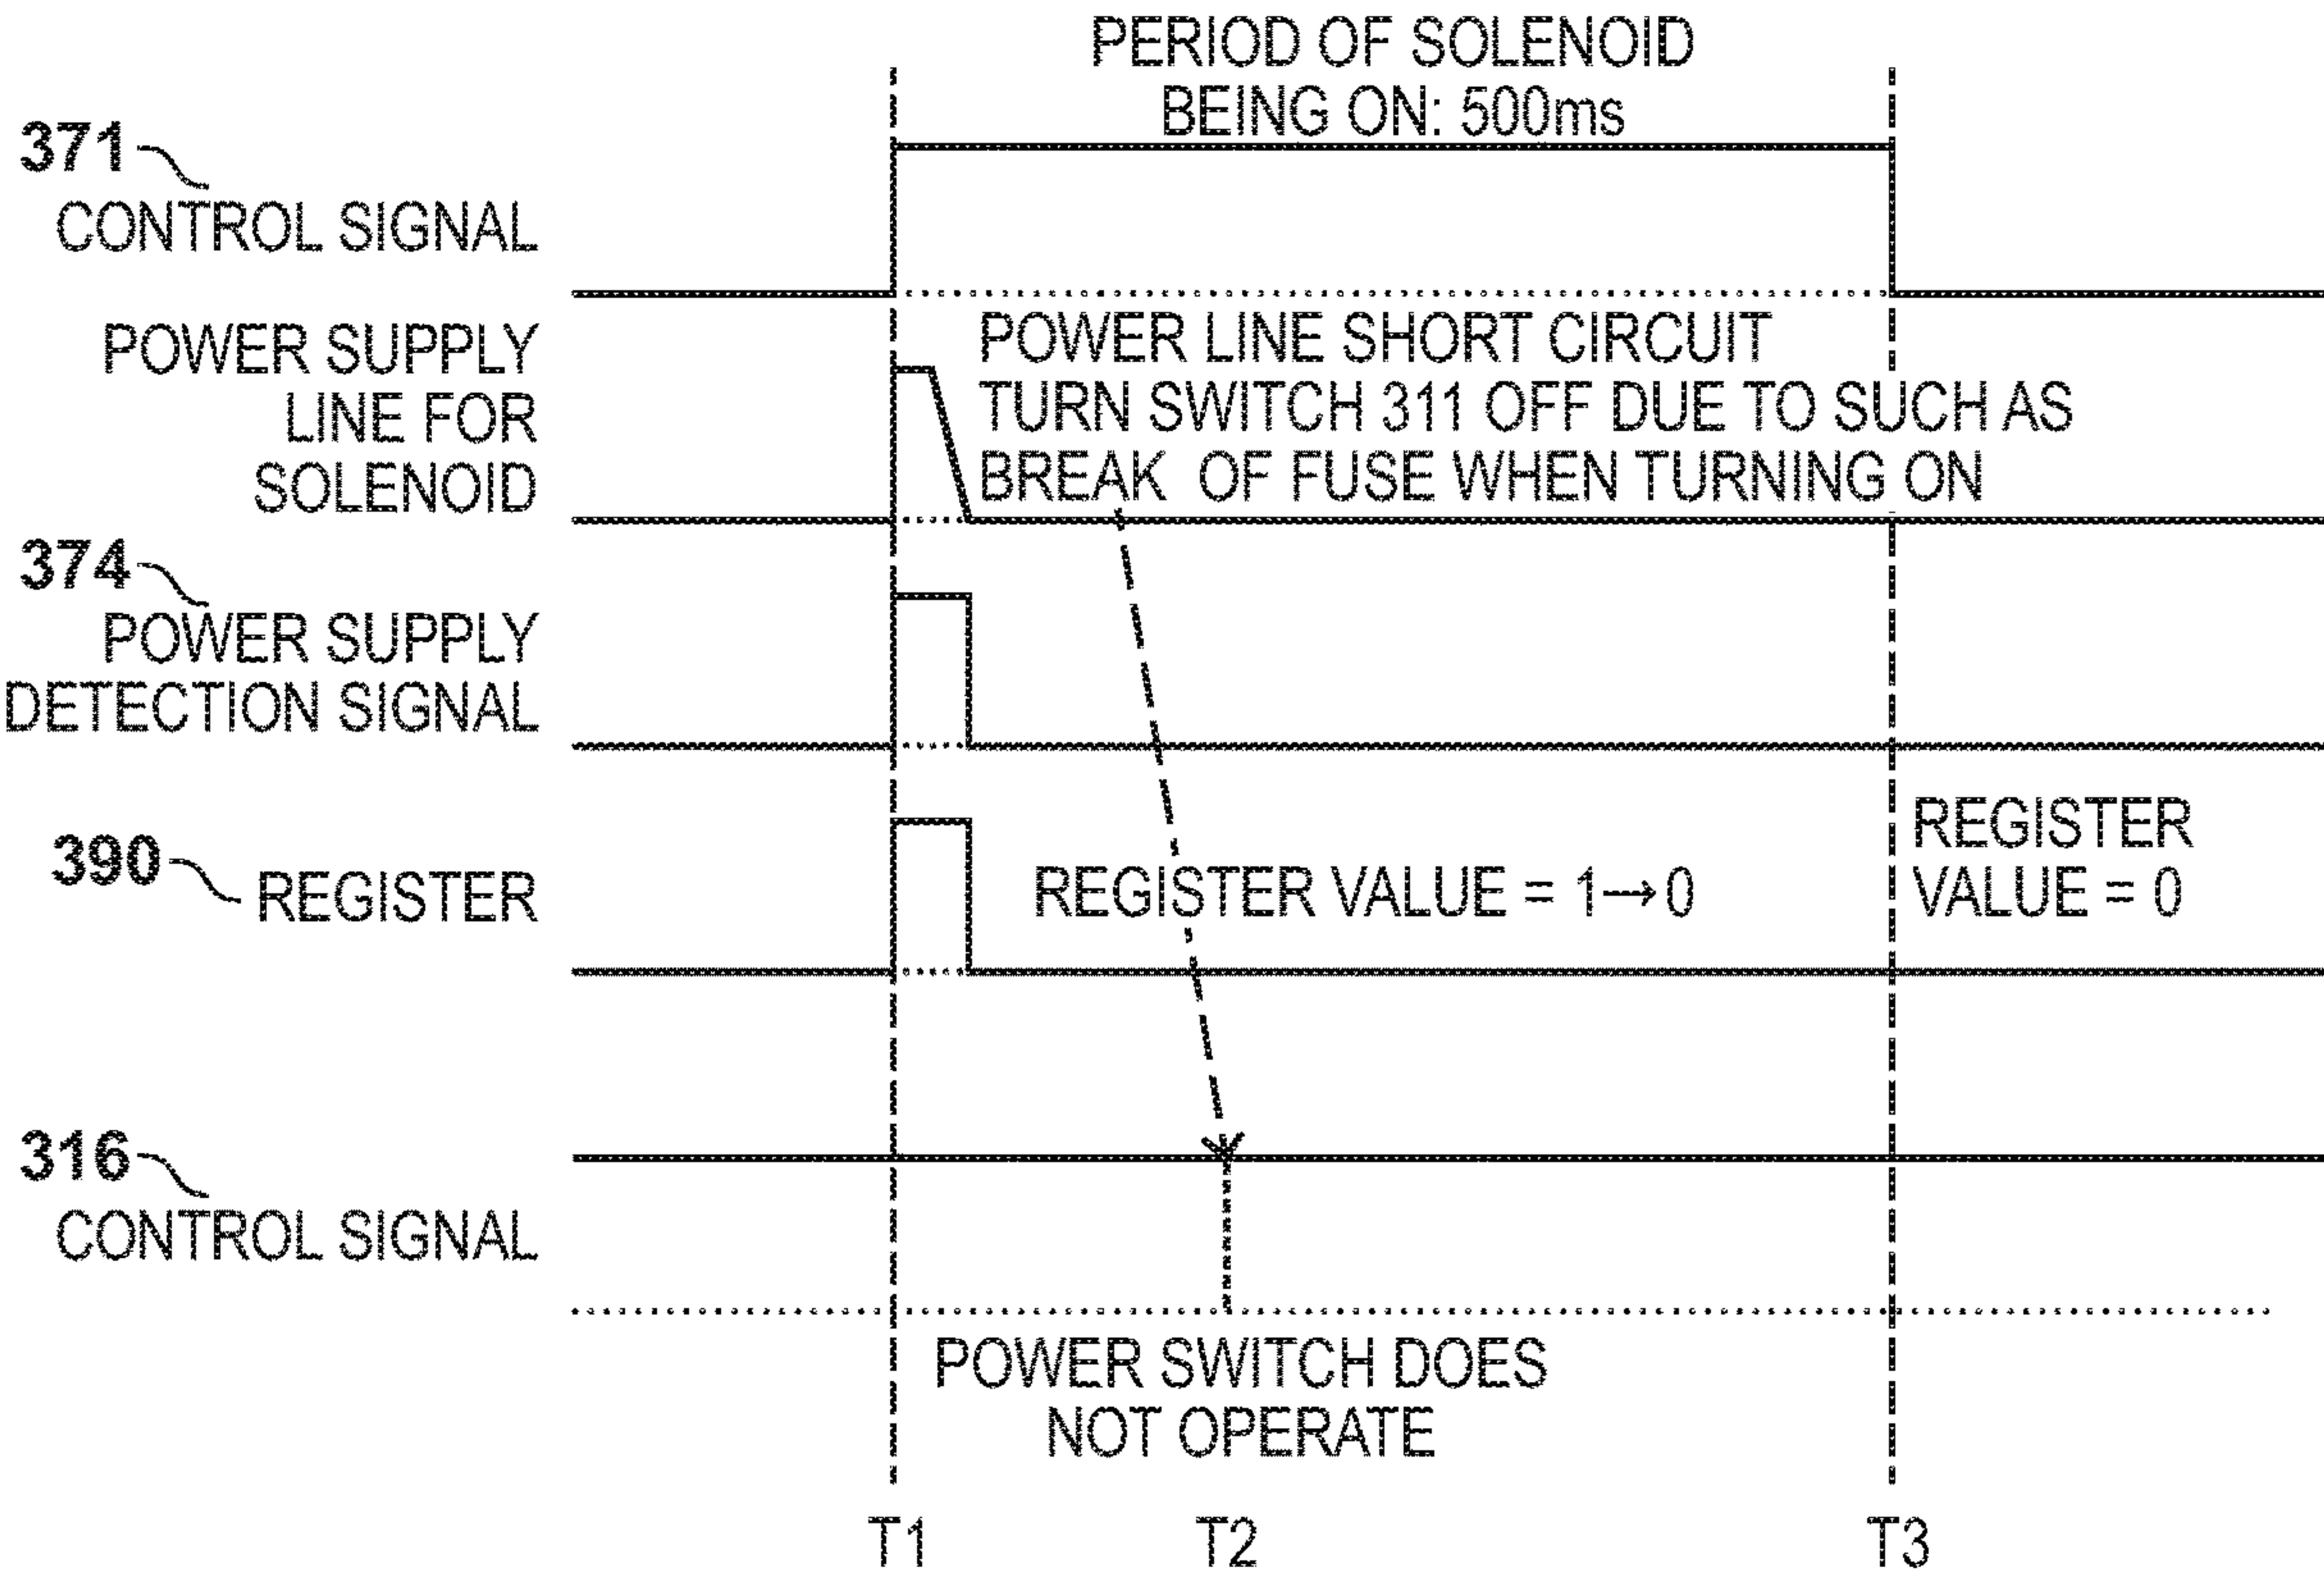 PERIOD OF SOLENOID
BEING ON: 500ms
371
CONTROL SIGNAL
POWER SUPPLY
LINE FOR
SOLENOID
POWER LINE SHORT CIRCUIT
TURN SWITCH 311 OFF DUE TO SUCH AS
BREAK OF FUSE WHEN TURNING ON
374
POWER SUPPLY
DETECTION SIGNAL
390
REGISTER
REGISTER VALUE = 1→0
REGISTER
VALUE = 0
316
CONTROL SIGNAL
POWER SWITCH DOES
NOT OPERATE
T1
T2
T3